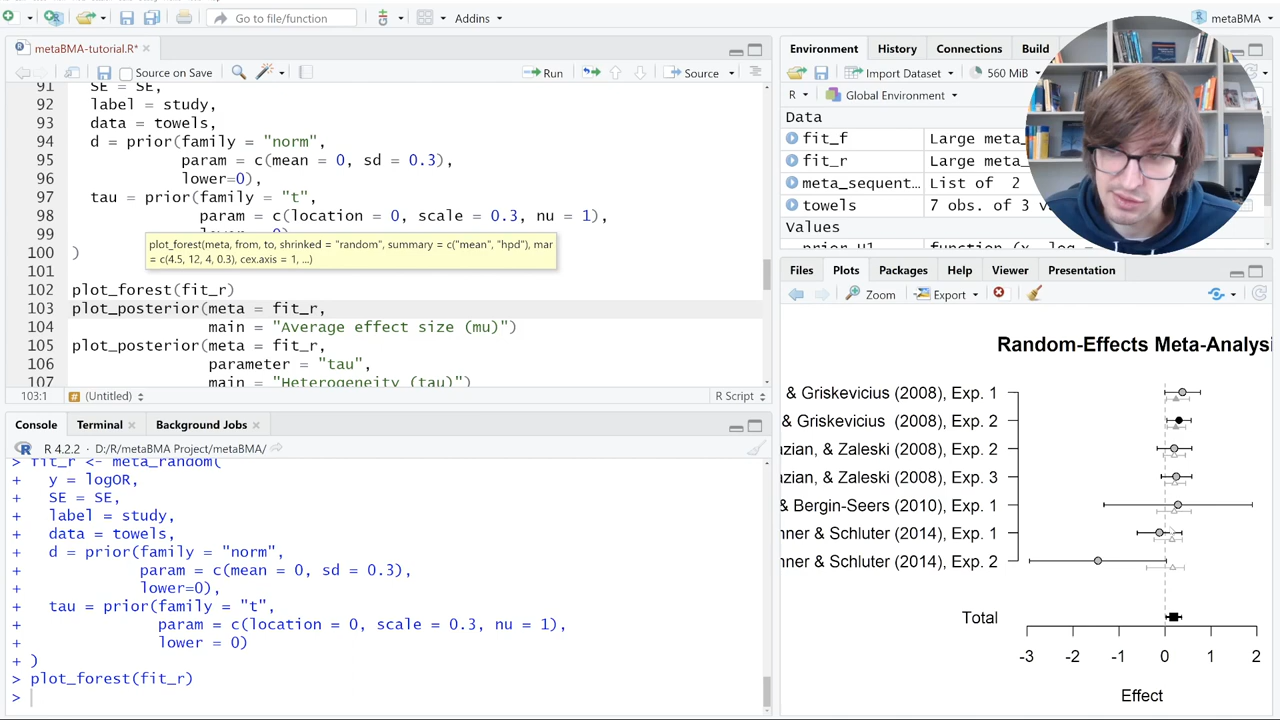 Go to file/function
Addins
metaBMA
metaBMA-tutorial.R*
Source on Save
Run
Source
91 SE = SE,
92 label = study,
93 data = towels,
94 d = prior(family = "norm",
95 param = c(mean = 0, sd = 0.3),
96 lower=0),
97 tau = prior(family = "t",
98 param = c(location = 0, scale = 0.3, nu = 1),
99
plot_forest(meta, from, to, shrinked = "random", summary = c("mean", "hpd"), mar
= c(4.5, 12, 4, 0.3), cex.axis = 1, ...)
100 )
101
102 plot_forest(fit_r)
103 plot_posterior(meta = fit_r,
104 main = "Average effect size (mu)")
105 plot_posterior(meta = fit_r,
106 parameter = "tau",
107 main = "Heterogeneity (tau)")
103:1 (Untitled) R Script
Console Terminal Background Jobs
R 4.2.2 · D:/R/metaBMA Project/metaBMA/
> fit_r <- meta_random(
+ y = logOR,
+ SE = SE,
+ label = study,
+ data = towels,
+ d = prior(family = "norm",
+ param = c(mean = 0, sd = 0.3),
+ lower=0),
+ tau = prior(family = "t",
+ param = c(location = 0, scale = 0.3, nu = 1),
+ lower = 0)
+ )
> plot_forest(fit_r)
>
Environment History Connections Build
Import Dataset 560 MiB
R Global Environment
Data
fit_f Large meta_
fit_r Large meta_
meta_sequent… List of 2
towels 7 obs. of 3 v
Values
prior_H1 function (x, log =
Files Plots Packages Help Viewer Presentation
Zoom Export
Random-Effects Meta-Analysi
& Griskevicius (2008), Exp. 1
& Griskevicius (2008), Exp. 2
zian, & Zaleski (2008), Exp. 2
zian, & Zaleski (2008), Exp. 3
& Bergin-Seers (2010), Exp. 1
nner & Schluter (2014), Exp. 1
nner & Schluter (2014), Exp. 2
Total
-3 -2 -1 0 1 2
Effect